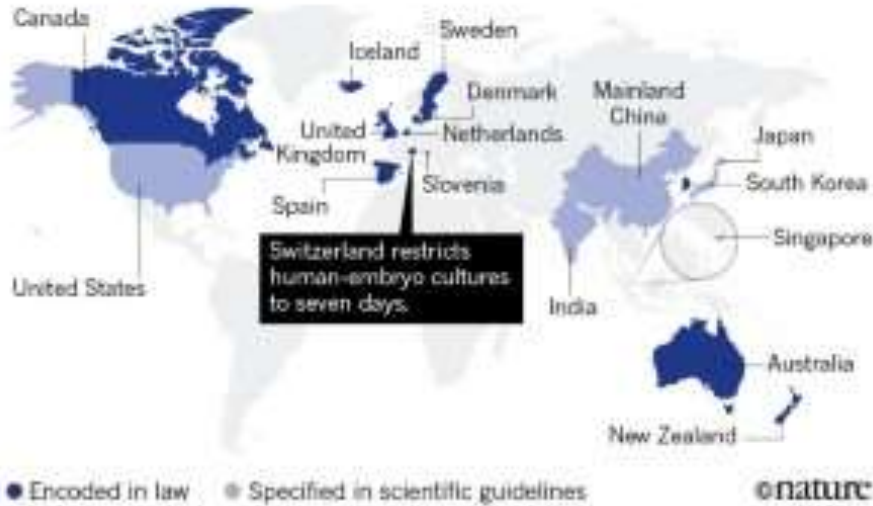 Canada
Iceland
Sweden
Denmark
United
Kingdom
Netherlands
Spain
Slovenia
Mainland
China
Japan
South Korea
Singapore
India
United States
Switzerland restricts
human-embryo cultures
to seven days.
Australia
New Zealand
Encoded in law
Specified in scientific guidelines
©nature